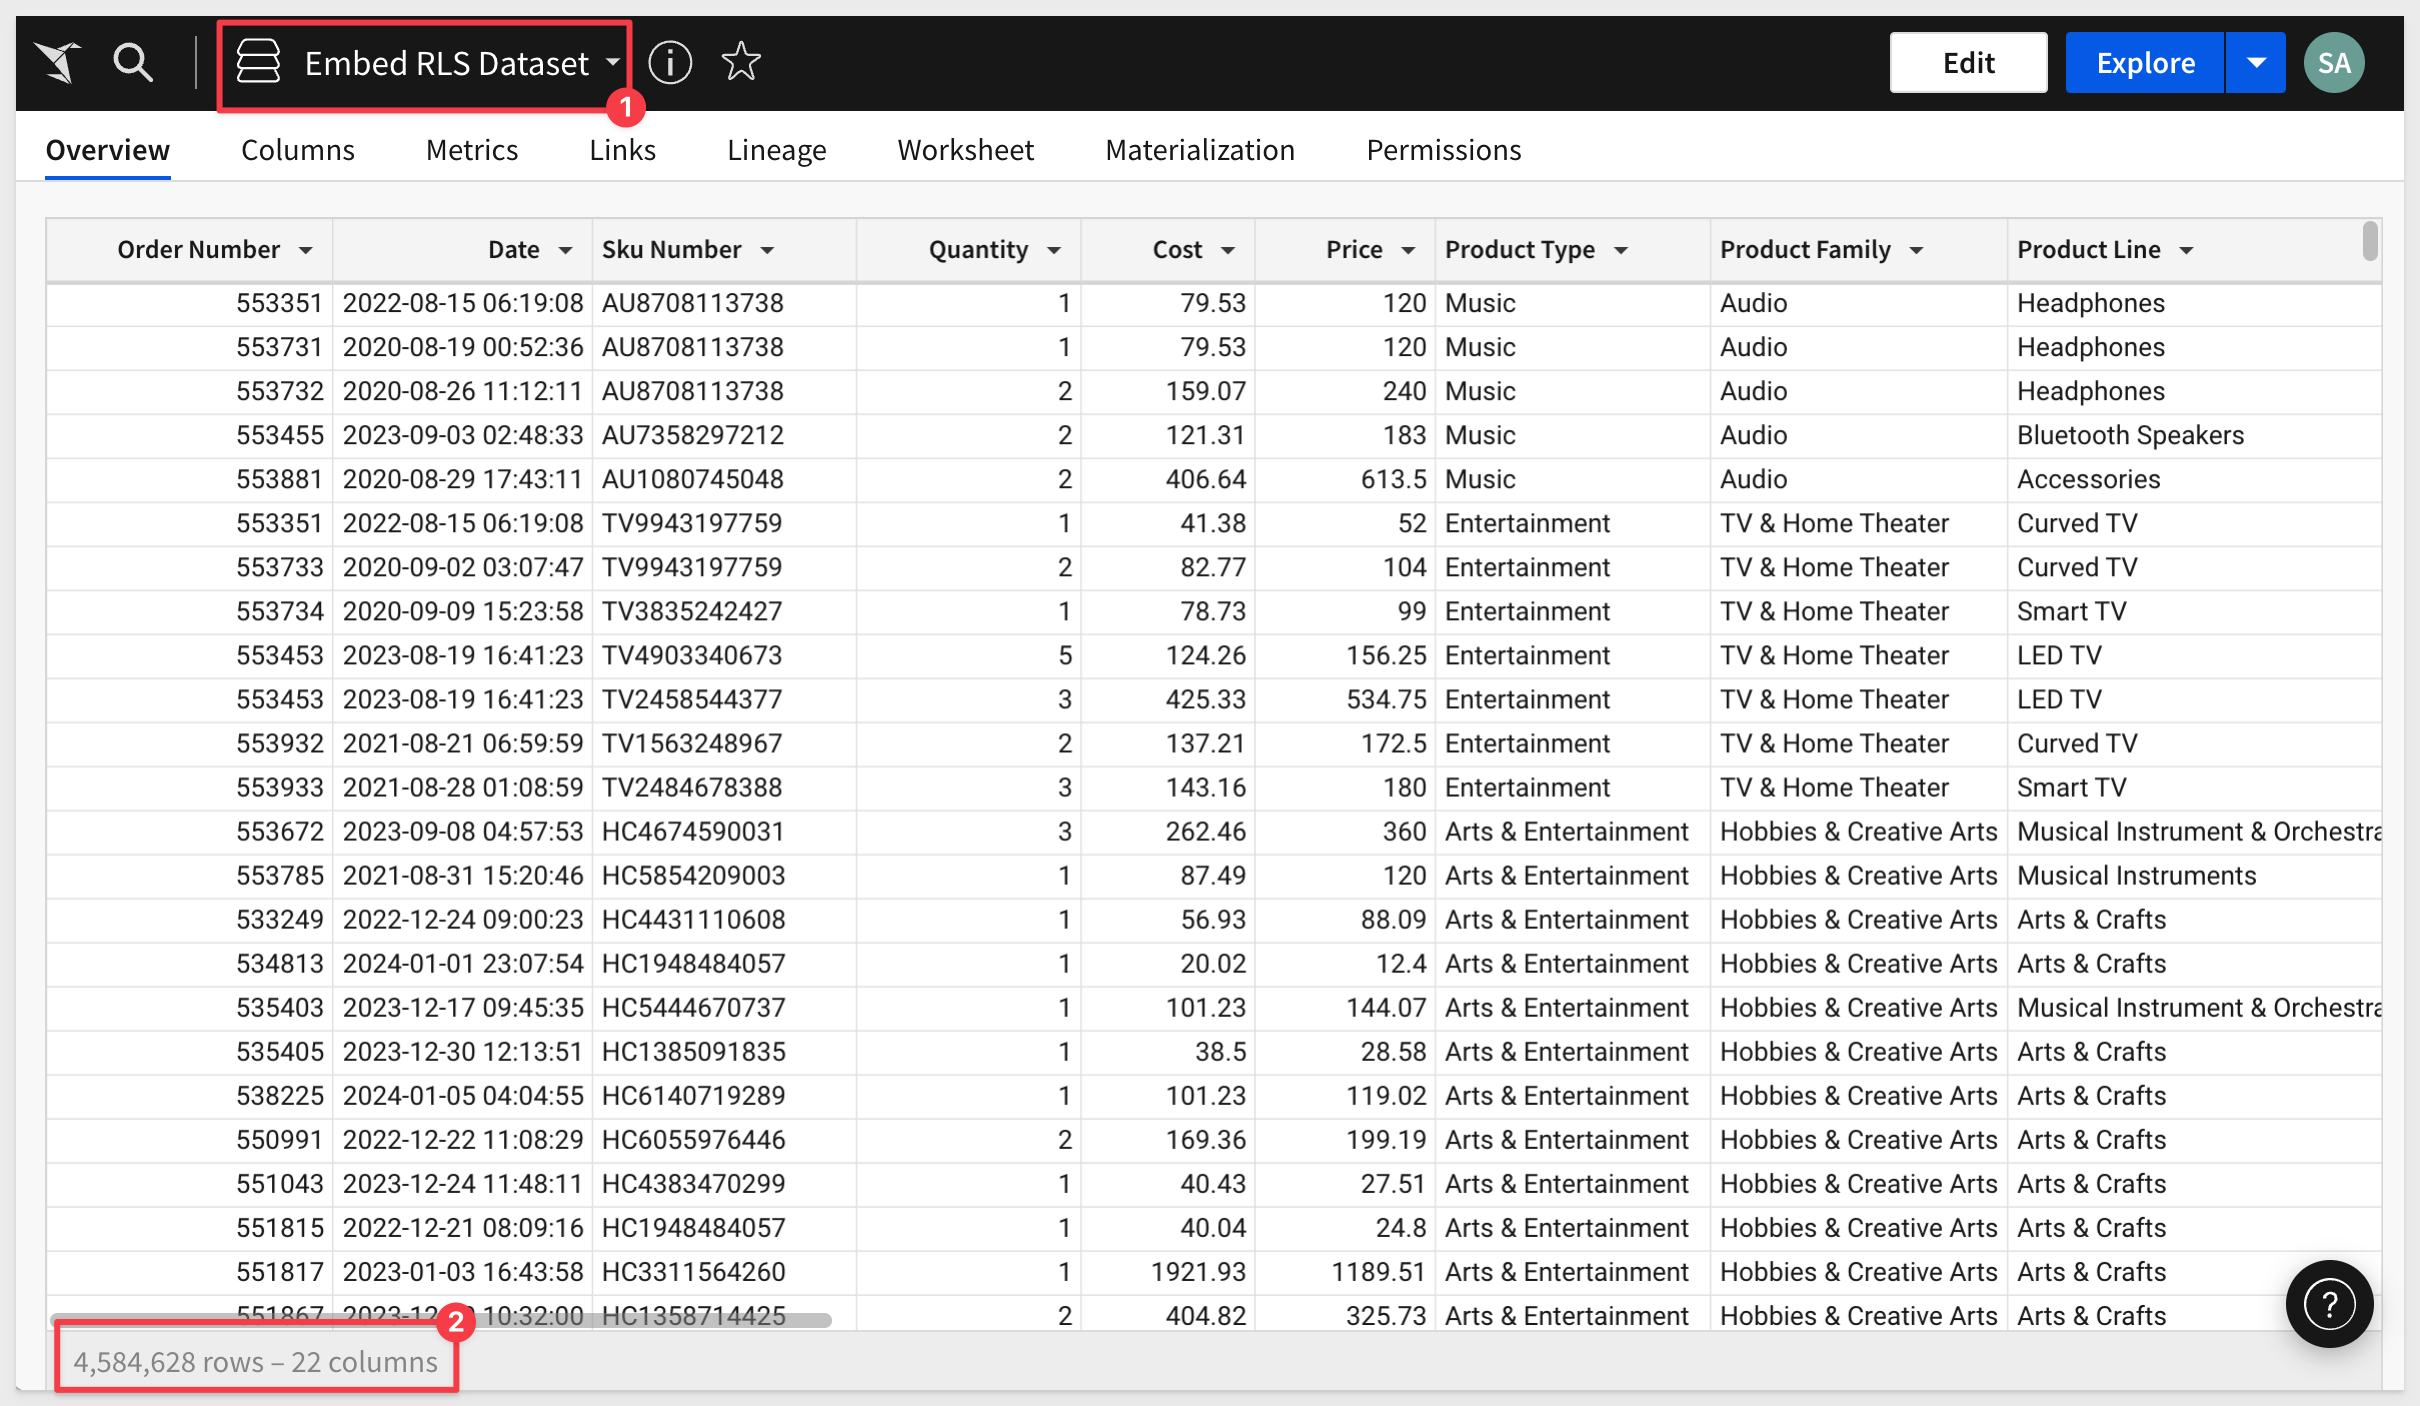 Embed RLS Dataset
1
Edit
Explore
SA
Overview Columns Metrics Links Lineage Worksheet Materialization Permissions
Order Number Date Sku Number Quantity Cost Price Product Type Product Family Product Line
553351 2022-08-15 06:19:08 AU8708113738 1 79.53 120 Music Audio Headphones
553731 2020-08-19 00:52:36 AU8708113738 1 79.53 120 Music Audio Headphones
553732 2020-08-26 11:12:11 AU8708113738 2 159.07 240 Music Audio Headphones
553455 2023-09-03 02:48:33 AU7358297212 2 121.31 183 Music Audio Bluetooth Speakers
553881 2020-08-29 17:43:11 AU1080745048 2 406.64 613.5 Music Audio Accessories
553351 2022-08-15 06:19:08 TV9943197759 1 41.38 52 Entertainment TV & Home Theater Curved TV
553733 2020-09-02 03:07:47 TV9943197759 2 82.77 104 Entertainment TV & Home Theater Curved TV
553734 2020-09-09 15:23:58 TV3835242427 1 78.73 99 Entertainment TV & Home Theater Smart TV
553453 2023-08-19 16:41:23 TV4903340673 5 124.26 156.25 Entertainment TV & Home Theater LED TV
553453 2023-08-19 16:41:23 TV2458544377 3 425.33 534.75 Entertainment TV & Home Theater LED TV
553932 2021-08-21 06:59:59 TV1563248967 2 137.21 172.5 Entertainment TV & Home Theater Curved TV
553933 2021-08-28 01:08:59 TV2484678388 3 143.16 180 Entertainment TV & Home Theater Smart TV
553672 2023-09-08 04:57:53 HC4674590031 3 262.46 360 Arts & Entertainment Hobbies & Creative Arts Musical Instrument & Orchestra
553785 2021-08-31 15:20:46 HC5854209003 1 87.49 120 Arts & Entertainment Hobbies & Creative Arts Musical Instruments
533249 2022-12-24 09:00:23 HC4431110608 1 56.93 88.09 Arts & Entertainment Hobbies & Creative Arts Arts & Crafts
534813 2024-01-01 23:07:54 HC1948484057 1 20.02 12.4 Arts & Entertainment Hobbies & Creative Arts Arts & Crafts
535403 2023-12-17 09:45:35 HC5444670737 1 101.23 144.07 Arts & Entertainment Hobbies & Creative Arts Musical Instrument & Orchestra
535405 2023-12-30 12:13:51 HC1385091835 1 38.5 28.58 Arts & Entertainment Hobbies & Creative Arts Arts & Crafts
538225 2024-01-05 04:04:55 HC6140719289 1 101.23 119.02 Arts & Entertainment Hobbies & Creative Arts Arts & Crafts
550991 2022-12-22 11:08:29 HC6055976446 2 169.36 199.19 Arts & Entertainment Hobbies & Creative Arts Arts & Crafts
551043 2023-12-24 11:48:11 HC4383470299 1 40.43 27.51 Arts & Entertainment Hobbies & Creative Arts Arts & Crafts
551815 2022-12-21 08:09:16 HC1948484057 1 40.04 24.8 Arts & Entertainment Hobbies & Creative Arts Arts & Crafts
551817 2023-01-03 16:43:58 HC3311564260 1 1921.93 1189.51 Arts & Entertainment Hobbies & Creative Arts Arts & Crafts
551867 10:32:00 HC1358714425 2 404.82 325.73 Arts & Entertainment Hobbies & Creative Arts Arts & Crafts
2
4,584,628 rows – 22 columns
?